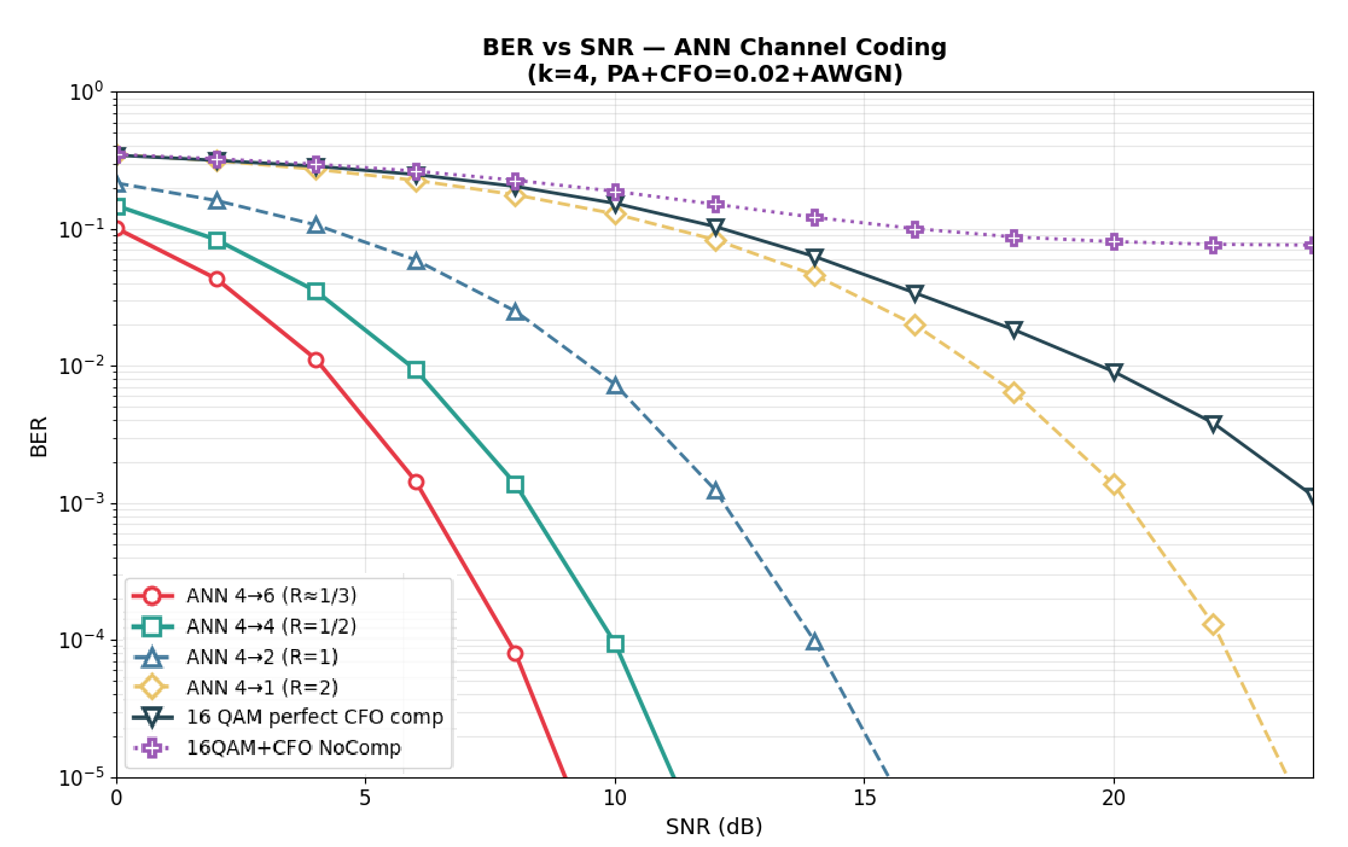 BER vs SNR — ANN Channel Coding
(k=4, PA+CFO=0.02+AWGN)
10⁰
10⁻¹
10⁻²
10⁻³
10⁻⁴
10⁻⁵
BER
ANN 4→6 (R≈1/3)
ANN 4→4 (R=1/2)
ANN 4→2 (R=1)
ANN 4→1 (R=2)
16 QAM perfect CFO comp
16QAM+CFO NoComp
0 5 10 15 20
SNR (dB)